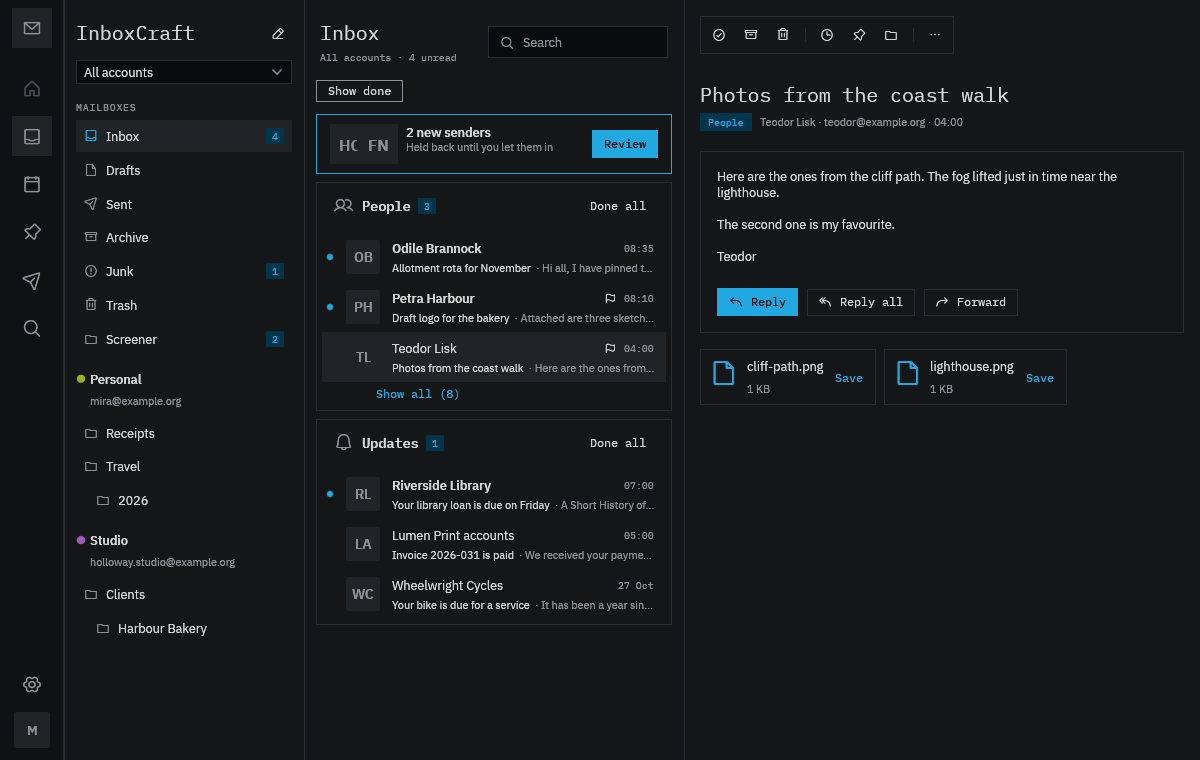 InboxCraft
All accounts
MAILBOXES
Inbox 4
Drafts
Sent
Archive
Junk 1
Trash
Screener 2
Personal
mira@example.org
Receipts
Travel
2026
Studio
holloway.studio@example.org
Clients
Harbour Bakery
M
Inbox
All accounts · 4 unread
Search
Show done
FN
2 new senders
Held back until you let them in
Review
People 3
Done all
OB
Odile Brannock 08:35
Allotment rota for November · Hi all, I have pinned t...
PH
Petra Harbour 08:10
Draft logo for the bakery · Attached are three sketch...
TL
Teodor Lisk 04:00
Photos from the coast walk · Here are the ones from...
Show all (8)
Updates 1
Done all
RL
Riverside Library 07:00
Your library loan is due on Friday · A Short History of...
LA
Lumen Print accounts 05:00
Invoice 2026-031 is paid · We received your payme...
WC
Wheelwright Cycles 27 Oct
Your bike is due for a service · It has been a year sin...
Photos from the coast walk
People Teodor Lisk · teodor@example.org · 04:00
Here are the ones from the cliff path. The fog lifted just in time near the
lighthouse.
The second one is my favourite.
Teodor
Reply Reply all Forward
cliff-path.png
1 KB
Save
lighthouse.png
1 KB
Save